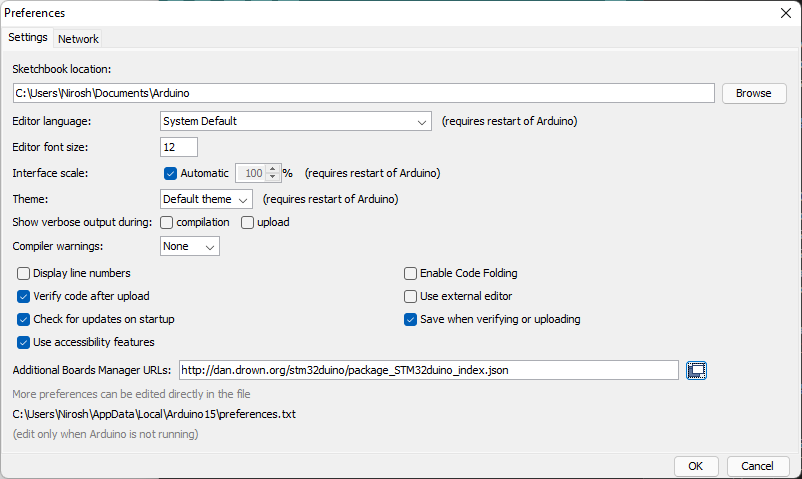 Preferences
Settings Network
Sketchbook location:
C:\Users\Nirosh\Documents\Arduino Browse
Editor language: System Default (requires restart of Arduino)
Editor font size: 12
Interface scale: Automatic 100 % (requires restart of Arduino)
Theme: Default theme (requires restart of Arduino)
Show verbose output during: compilation upload
Compiler warnings: None
Display line numbers Enable Code Folding
Verify code after upload Use external editor
Check for updates on startup Save when verifying or uploading
Use accessibility features
Additional Boards Manager URLs: http://dan.drown.org/stm32duino/package_STM32duino_index.json
More preferences can be edited directly in the file
C:\Users\Nirosh\AppData\Local\Arduino15\preferences.txt
(edit only when Arduino is not running)
OK Cancel